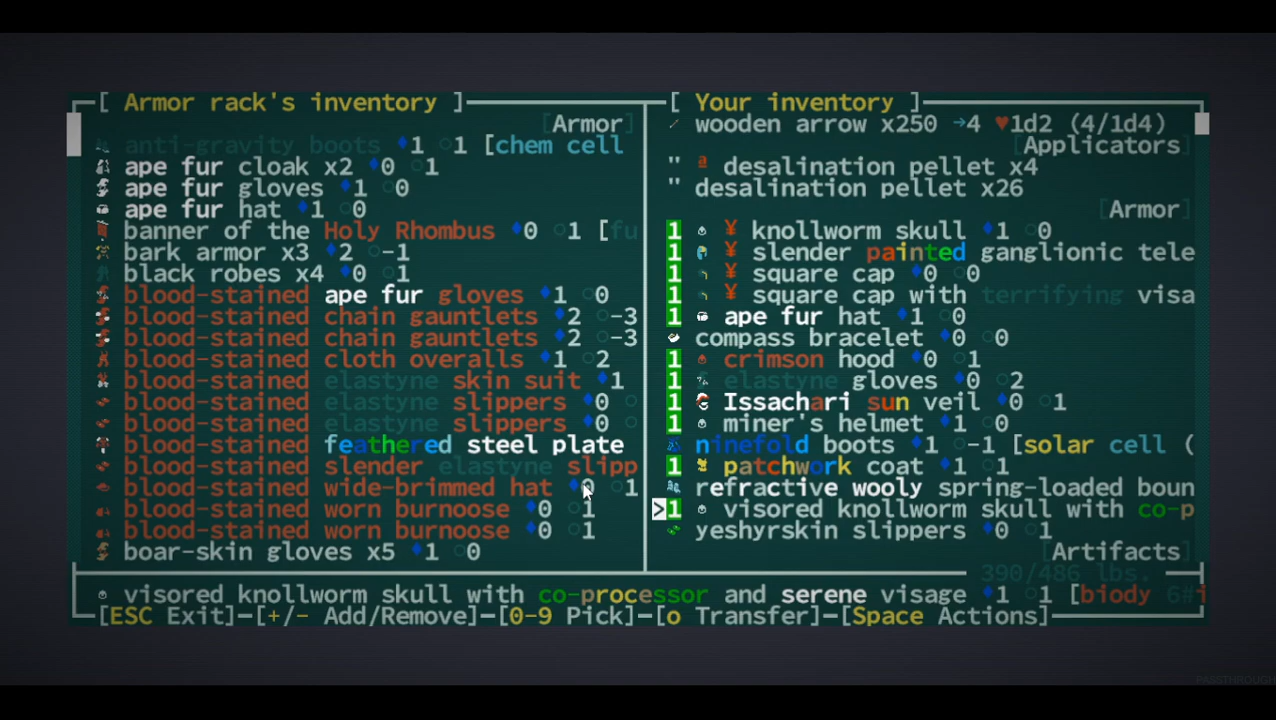 [ Armor rack's inventory ]
[Armor]
anti-gravity boots ♦1 ○1 [chem cell
ape fur cloak x2 ♦0 ○1
ape fur gloves ♦1 ○0
ape fur hat ♦1 ○0
banner of the Holy Rhombus ♦0 ○1 [fu
bark armor x3 ♦2 ○-1
black robes x4 ♦0 ○1
blood-stained ape fur gloves ♦1 ○0
blood-stained chain gauntlets ♦2 ○-3
blood-stained chain gauntlets ♦2 ○-3
blood-stained cloth overalls ♦1 ○2
blood-stained elastyne skin suit ♦1
blood-stained elastyne slippers ♦0 ○
blood-stained elastyne slippers ♦0 ○
blood-stained feathered steel plate
blood-stained slender elastyne slipp
blood-stained wide-brimmed hat ♦0 ○1
blood-stained worn burnoose ♦0 ○1
blood-stained worn burnoose ♦0 ○1
boar-skin gloves x5 ♦1 ○0
[ Your inventory ]
wooden arrow x250 →4 ♥1d2 (4/1d4)
[Applicators]
" ª desalination pellet x4
" desalination pellet x26
[Armor]
1 ¥ knollworm skull ♦1 ○0
1 ¥ slender painted ganglionic tele
1 ¥ square cap ♦0 ○0
1 ¥ square cap with terrifying visa
1 ape fur hat ♦1 ○0
compass bracelet ♦0 ○0
1 crimson hood ♦0 ○1
1 elastyne gloves ♦0 ○2
1 Issachari sun veil ♦0 ○1
1 miner's helmet ♦1 ○0
ninefold boots ♦1 ○-1 [solar cell (
1 patchwork coat ♦1 ○1
refractive wooly spring-loaded boun
>1 visored knollworm skull with co-p
yeshyrskin slippers ♦0 ○1
[Artifacts]
390/486 lbs.
visored knollworm skull with co-processor and serene visage ♦1 ○1 [biody 6#i
[ESC Exit]-[+/- Add/Remove]-[0-9 Pick]-[o Transfer]-[Space Actions]
PASSTHROUGH